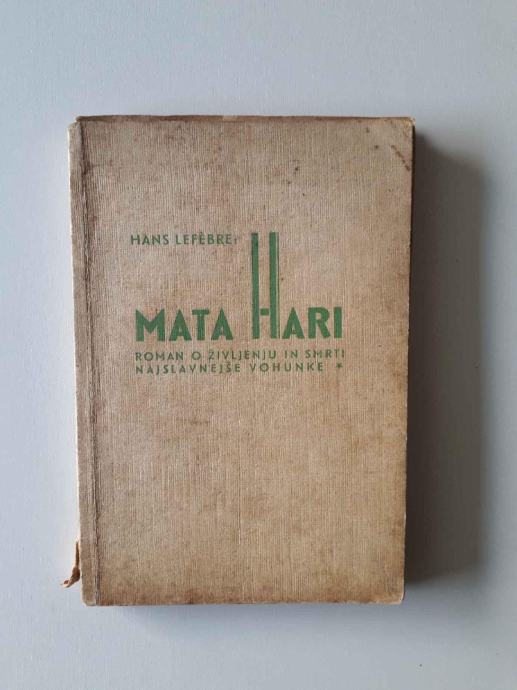 HANS LEFÈBRE:
MATA HARI
ROMAN O ŽIVLJENJU IN SMRTI
NAJSLAVNEJŠE VOHUNKE *